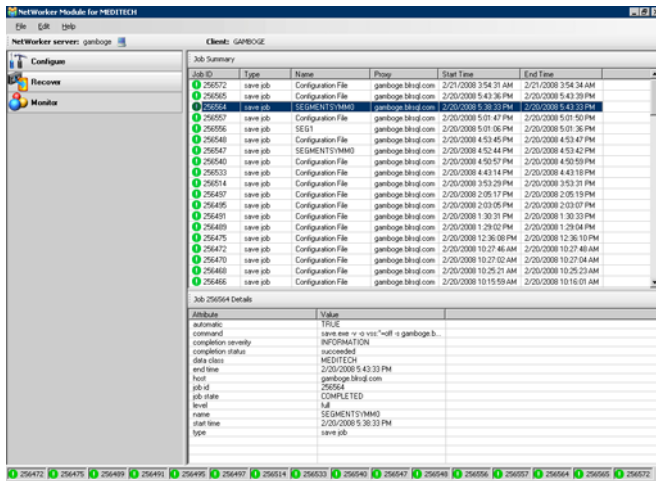 NetWorker Module for MEDITECH
File Edit Help
NetWorker server: gamboge Client: GAMBOGE
Configure
Recover
Monitor
Job Summary
Job ID Type Name Proxy Start Time End Time
256572 save job Configuration File gamboge.blrsql.com 2/21/2008 3:54:31 AM 2/21/2008 3:54:34 AM
256565 save job Configuration File gamboge.blrsql.com 2/20/2008 5:43:36 PM 2/20/2008 5:43:39 PM
256564 save job SEGMENTSYMM0 gamboge.blrsql.com 2/20/2008 5:38:33 PM 2/20/2008 5:43:33 PM
256557 save job Configuration File gamboge.blrsql.com 2/20/2008 5:01:47 PM 2/20/2008 5:01:50 PM
256556 save job SEG1 gamboge.blrsql.com 2/20/2008 5:01:06 PM 2/20/2008 5:01:36 PM
256548 save job Configuration File gamboge.blrsql.com 2/20/2008 4:53:45 PM 2/20/2008 4:53:47 PM
256547 save job SEGMENTSYMM0 gamboge.blrsql.com 2/20/2008 4:52:44 PM 2/20/2008 4:53:42 PM
256540 save job Configuration File gamboge.blrsql.com 2/20/2008 4:50:57 PM 2/20/2008 4:50:59 PM
256533 save job Configuration File gamboge.blrsql.com 2/20/2008 4:43:14 PM 2/20/2008 4:43:18 PM
256514 save job Configuration File gamboge.blrsql.com 2/20/2008 3:53:29 PM 2/20/2008 3:53:31 PM
256497 save job Configuration File gamboge.blrsql.com 2/20/2008 2:05:17 PM 2/20/2008 2:05:19 PM
256495 save job Configuration File gamboge.blrsql.com 2/20/2008 2:03:05 PM 2/20/2008 2:03:07 PM
256491 save job Configuration File gamboge.blrsql.com 2/20/2008 1:30:31 PM 2/20/2008 1:30:33 PM
256489 save job Configuration File gamboge.blrsql.com 2/20/2008 1:29:02 PM 2/20/2008 1:29:04 PM
256475 save job Configuration File gamboge.blrsql.com 2/20/2008 12:36:08 PM 2/20/2008 12:36:10 PM
256472 save job Configuration File gamboge.blrsql.com 2/20/2008 10:27:46 AM 2/20/2008 10:27:48 AM
256470 save job Configuration File gamboge.blrsql.com 2/20/2008 10:27:02 AM 2/20/2008 10:27:04 AM
256468 save job Configuration File gamboge.blrsql.com 2/20/2008 10:25:21 AM 2/20/2008 10:25:23 AM
256466 save job Configuration File gamboge.blrsql.com 2/20/2008 10:15:59 AM 2/20/2008 10:16:01 AM
Job 256564 Details
Attribute Value
automatic TRUE
command save.exe -v -o vss:*=off -s gamboge.b...
completion severity INFORMATION
completion status succeeded
data class MEDITECH
end time 2/20/2008 5:43:33 PM
host gamboge.blrsql.com
job id 256564
job state COMPLETED
level full
name SEGMENTSYMM0
start time 2/20/2008 5:38:33 PM
type save job
256472 256475 256489 256491 256495 256497 256514 256533 256540 256547 256548 256556 256557 256564 256565 256572